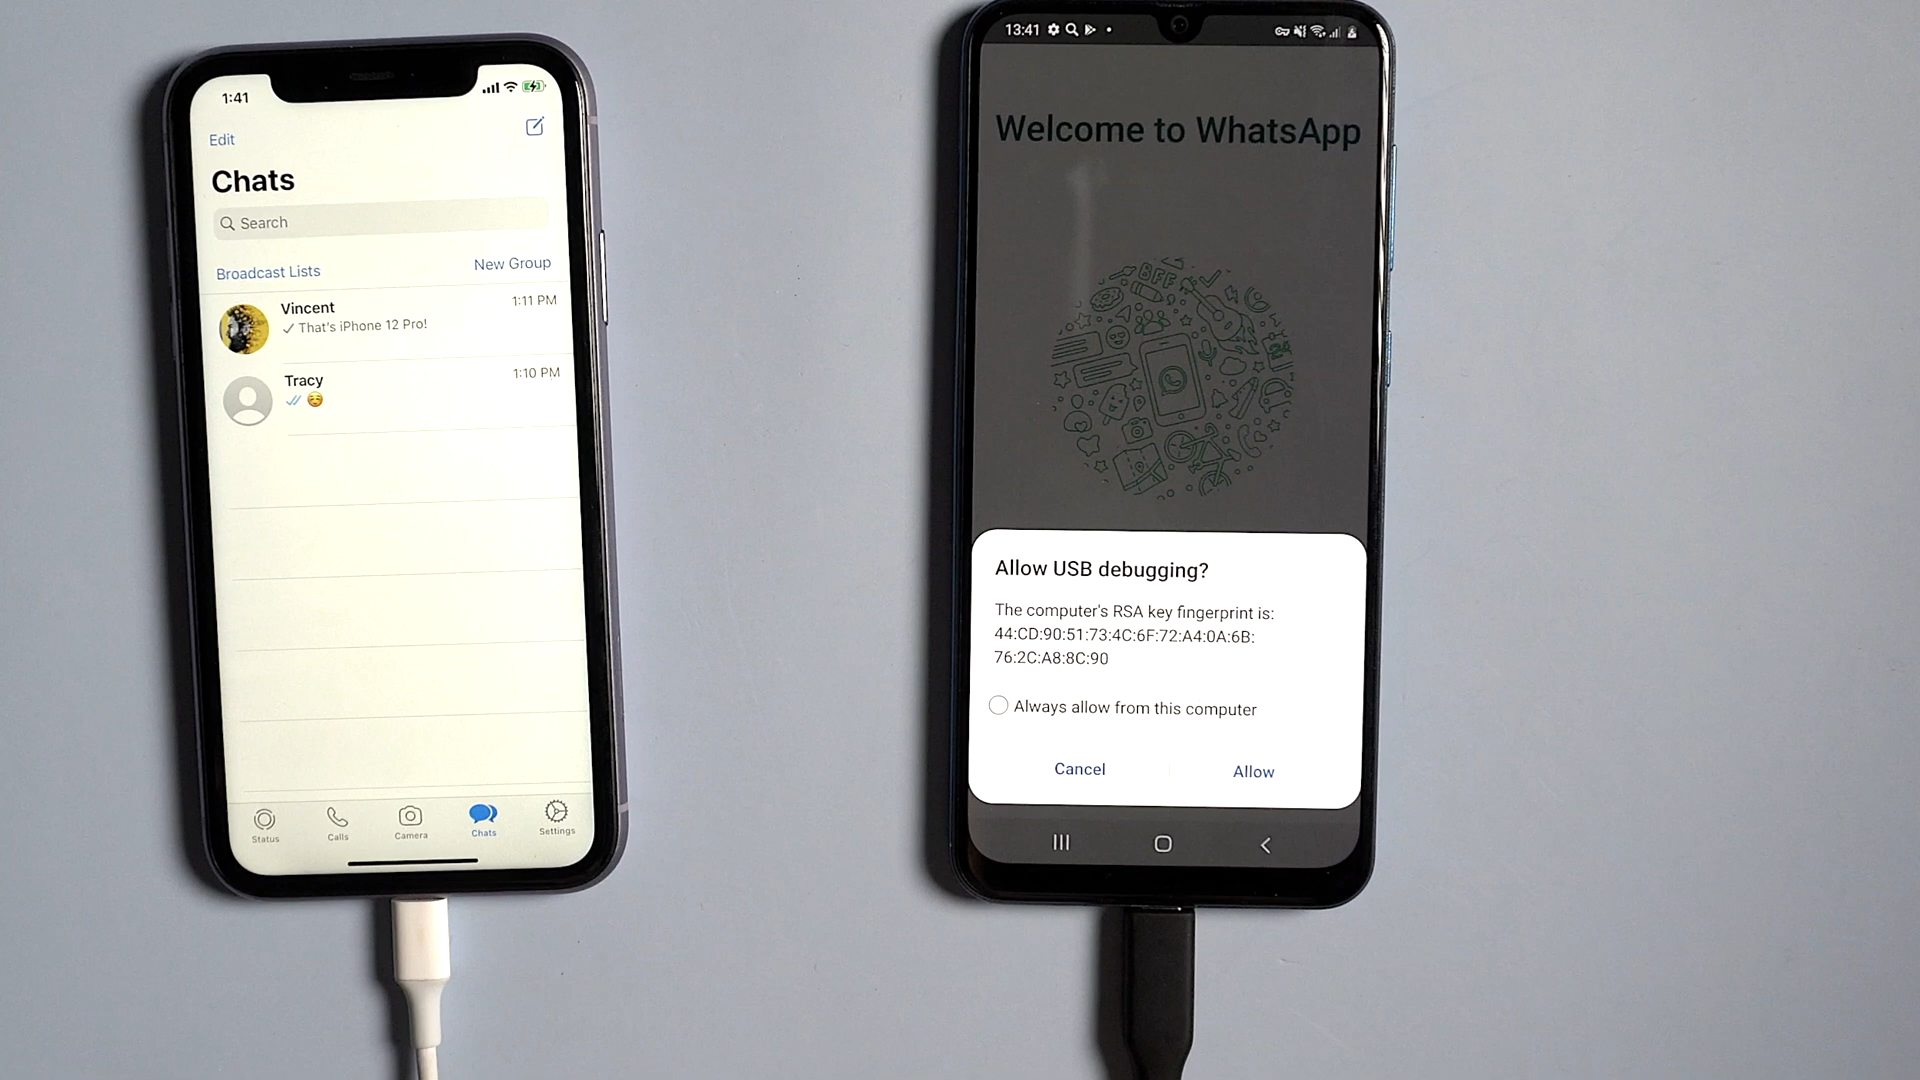 1:41
Edit
Chats
Search
Broadcast Lists
New Group
Vincent
1:11 PM
That's iPhone 12 Pro!
Tracy
1:10 PM
Status
Calls
Camera
Chats
Settings
13:41
Welcome to WhatsApp
BFF
24
Allow USB debugging?
The computer's RSA key fingerprint is:
44:CD:90:51:73:4C:6F:72:A4:0A:6B:
76:2C:A8:8C:90
Always allow from this computer
Cancel
Allow